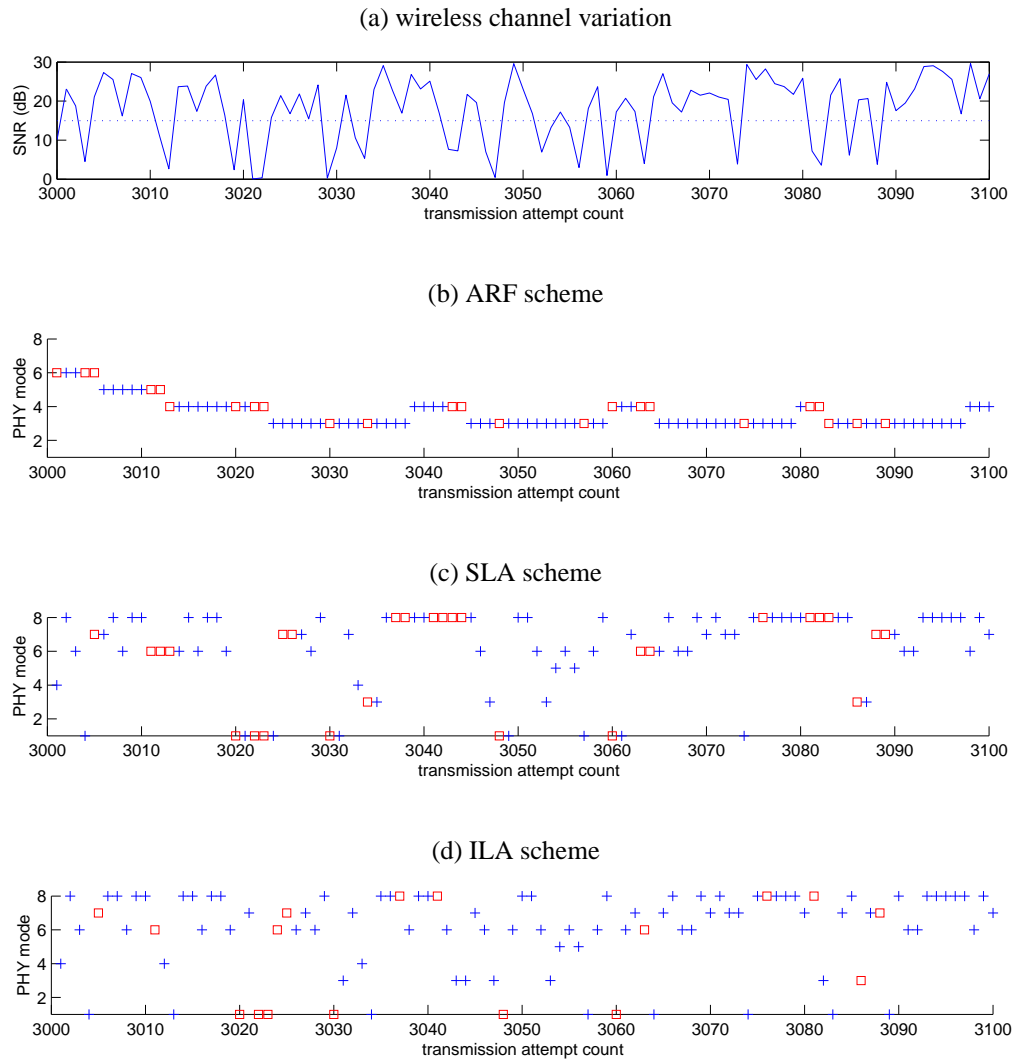 (a) wireless channel variation
30
20
10
0
SNR (dB)
3000 3010 3020 3030 3040 3050 3060 3070 3080 3090 3100
transmission attempt count
(b) ARF scheme
8
6
4
2
PHY mode
3000 3010 3020 3030 3040 3050 3060 3070 3080 3090 3100
transmission attempt count
(c) SLA scheme
8
6
4
2
PHY mode
3000 3010 3020 3030 3040 3050 3060 3070 3080 3090 3100
transmission attempt count
(d) ILA scheme
8
6
4
2
PHY mode
3000 3010 3020 3030 3040 3050 3060 3070 3080 3090 3100
transmission attempt count